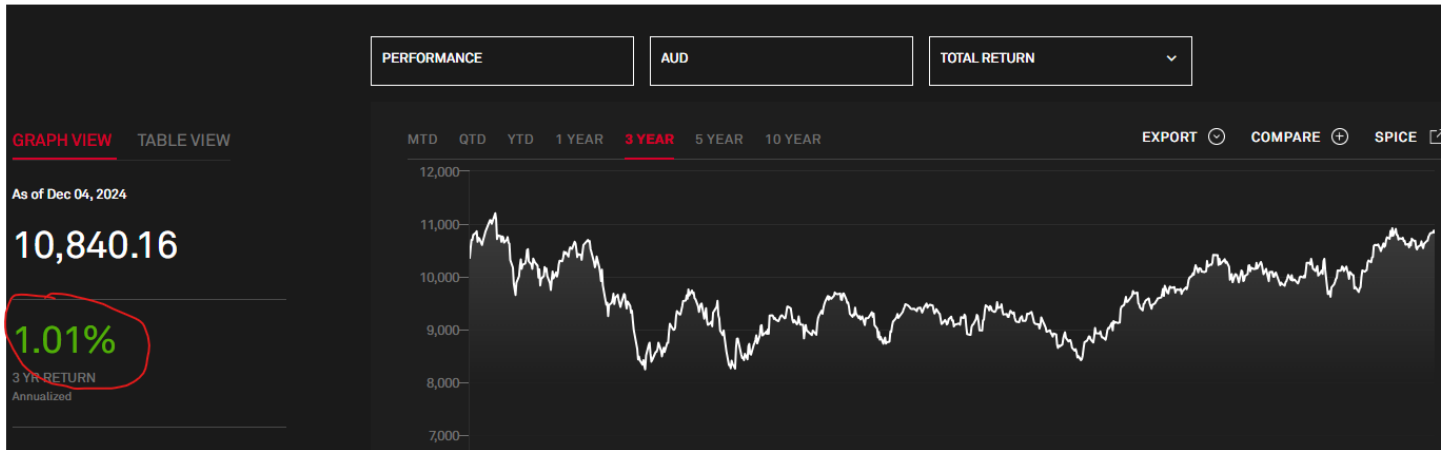 PERFORMANCE AUD TOTAL RETURN
GRAPH VIEW TABLE VIEW
MTD QTD YTD 1 YEAR 3 YEAR 5 YEAR 10 YEAR EXPORT COMPARE SPICE
As of Dec 04, 2024
10,840.16
1.01%
3 YR RETURN
Annualized
12,000
11,000
10,000
9,000
8,000
7,000